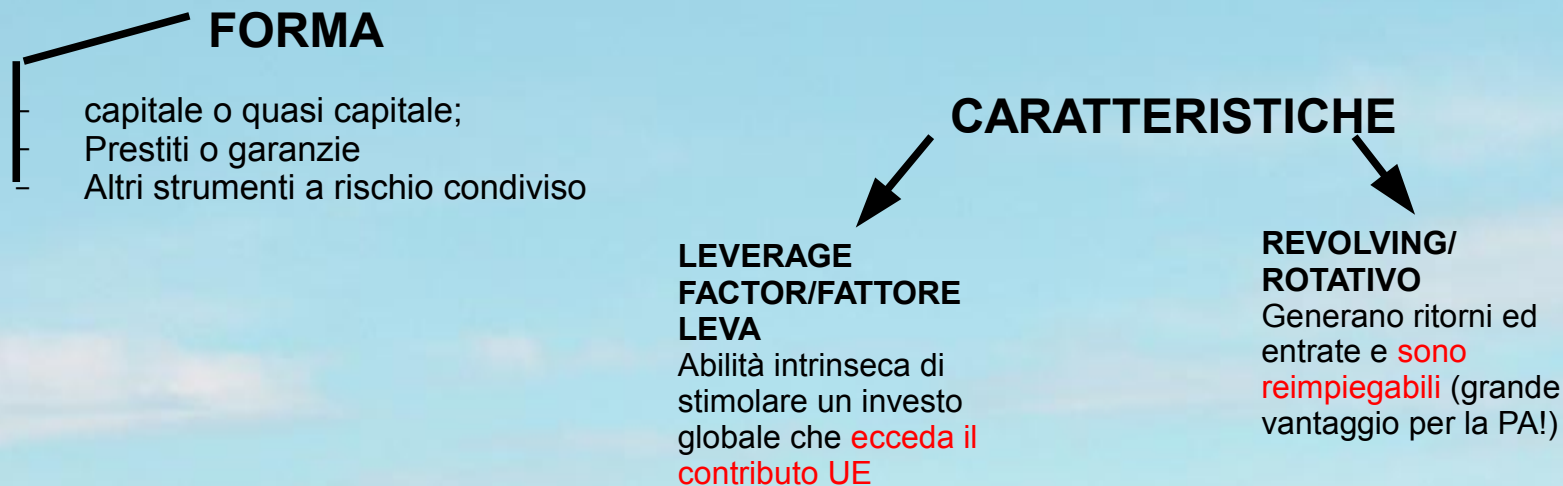 FORMA
- capitale o quasi capitale;
- Prestiti o garanzie
- Altri strumenti a rischio condiviso
CARATTERISTICHE
LEVERAGE
FACTOR/FATTORE
LEVA
Abilità intrinseca di
stimolare un investo
globale che ecceda il
contributo UE
REVOLVING/
ROTATIVO
Generano ritorni ed
entrate e sono
reimpiegabili (grande
vantaggio per la PA!)